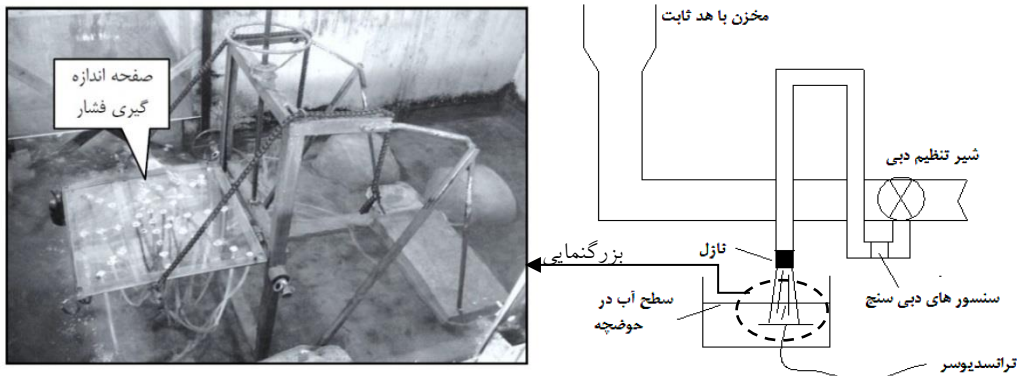 صفحه اندازه
گیری فشار
مخزن با هد ثابت
شیر تنظیم دبی
نازل
بزرگنمایی
سطح آب در
حوضچه
سنسور های دبی سنج
ترانسدیوسر